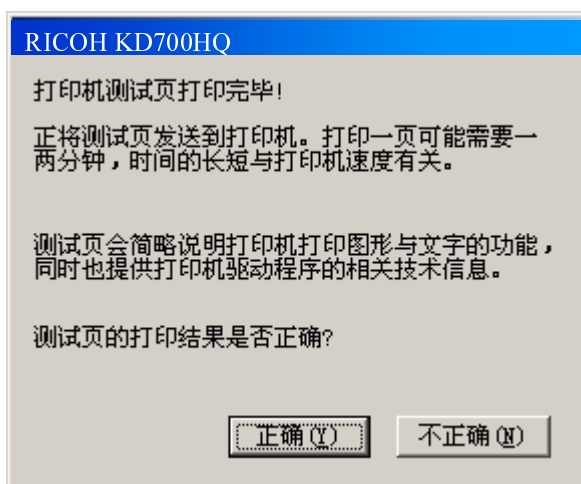 RICOH KD700HQ
打印机测试页打印完毕!
正将测试页发送到打印机。打印一页可能需要一
两分钟,时间的长短与打印机速度有关。
测试页会简略说明打印机打印图形与文字的功能,
同时也提供打印机驱动程序的相关技术信息。
测试页的打印结果是否正确?
正确(Y)
不正确(N)